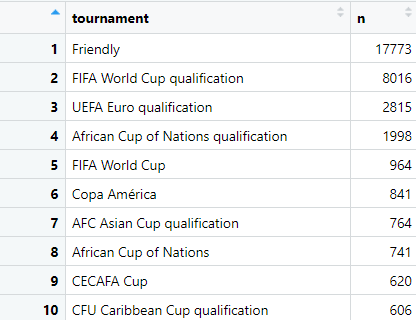 tournament n
1 Friendly 17773
2 FIFA World Cup qualification 8016
3 UEFA Euro qualification 2815
4 African Cup of Nations qualification 1998
5 FIFA World Cup 964
6 Copa América 841
7 AFC Asian Cup qualification 764
8 African Cup of Nations 741
9 CECAFA Cup 620
10 CFU Caribbean Cup qualification 606